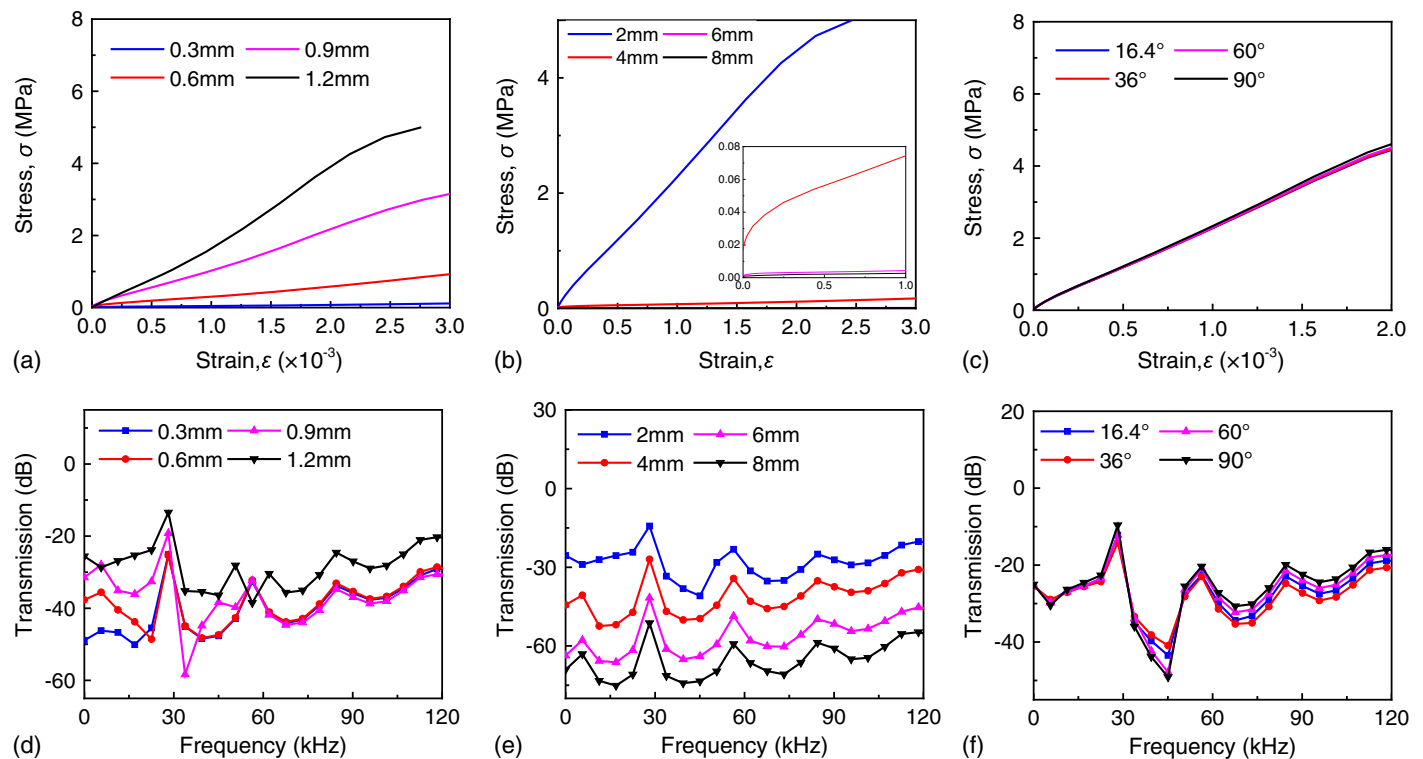 8
6
4
2
0
Stress, σ (MPa)
0.3mm 0.9mm
0.6mm 1.2mm
0.0 0.5 1.0 1.5 2.0 2.5 3.0
(a) Strain,ε (×10-3)
4
2
0
Stress, σ (MPa)
2mm 6mm
4mm 8mm
0.08
0.06
0.04
0.02
0.00
0.0 0.5 1.0
0.0 0.5 1.0 1.5 2.0 2.5 3.0
(b) Strain,ε
8
6
4
2
0
Stress, σ (MPa)
16.4° 60°
36° 90°
0.0 0.5 1.0 1.5 2.0
(c) Strain,ε (×10-3)
0
-20
-40
-60
Transmission (dB)
0.3mm 0.9mm
0.6mm 1.2mm
0 30 60 90 120
(d) Frequency (kHz)
30
0
-30
-60
Transmission (dB)
2mm 6mm
4mm 8mm
0 30 60 90 120
(e) Frequency (kHz)
20
0
-20
-40
Transmission (dB)
16.4° 60°
36° 90°
0 30 60 90 120
(f) Frequency (kHz)